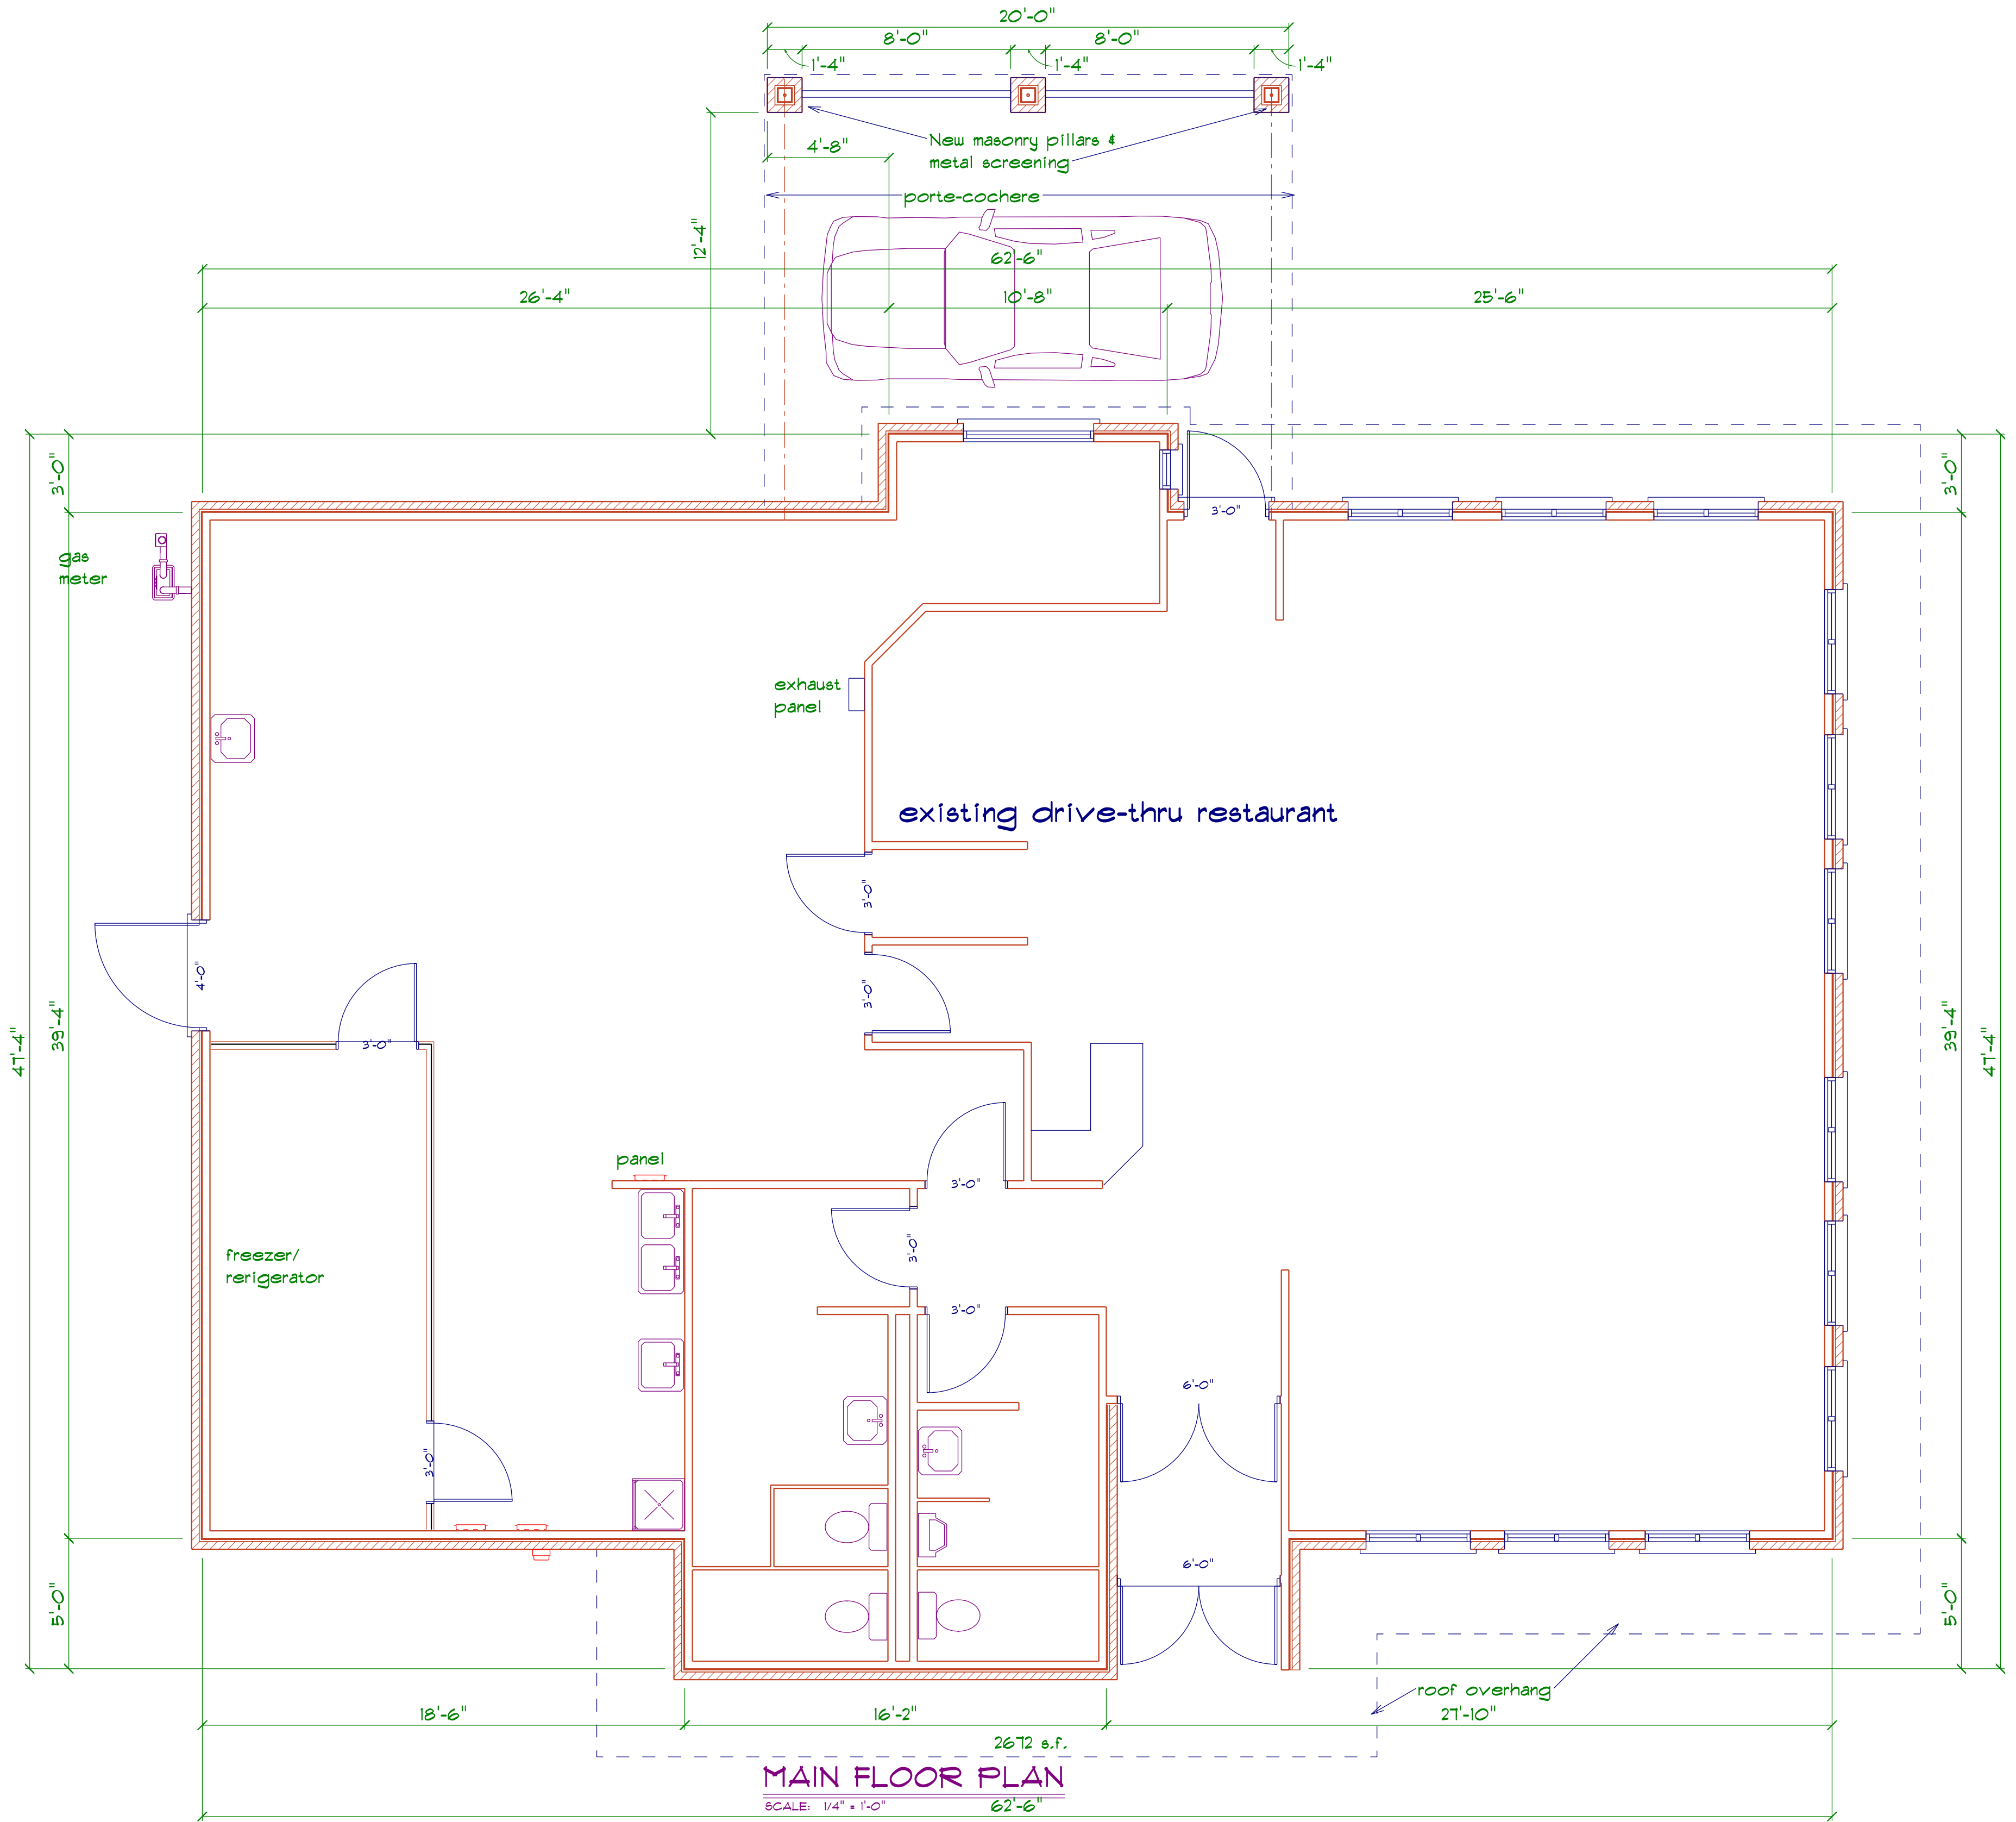 20'-0"
8'-0" 8'-0"
1'-4" 1'-4" 1'-4"
New masonry pillars &
metal screening
4'-8"
porte-cochere
12'-4"
62'-6"
26'-4" 10'-8" 25'-6"
3'-0" 3'-0"
3'-0"
gas
meter
exhaust
panel
existing drive-thru restaurant
3'-0"
4'-0"
3'-0"
47'-4" 39'-4" 39'-4" 47'-4"
3'-0"
panel
3'-0"
3'-0"
freezer/
rerigerator
3'-0"
6'-0"
3'-0"
6'-0"
5'-0" 5'-0"
roof overhang
18'-6" 16'-2" 27'-10"
2672 s.f.
MAIN FLOOR PLAN
SCALE: 1/4" = 1'-0"
62'-6"